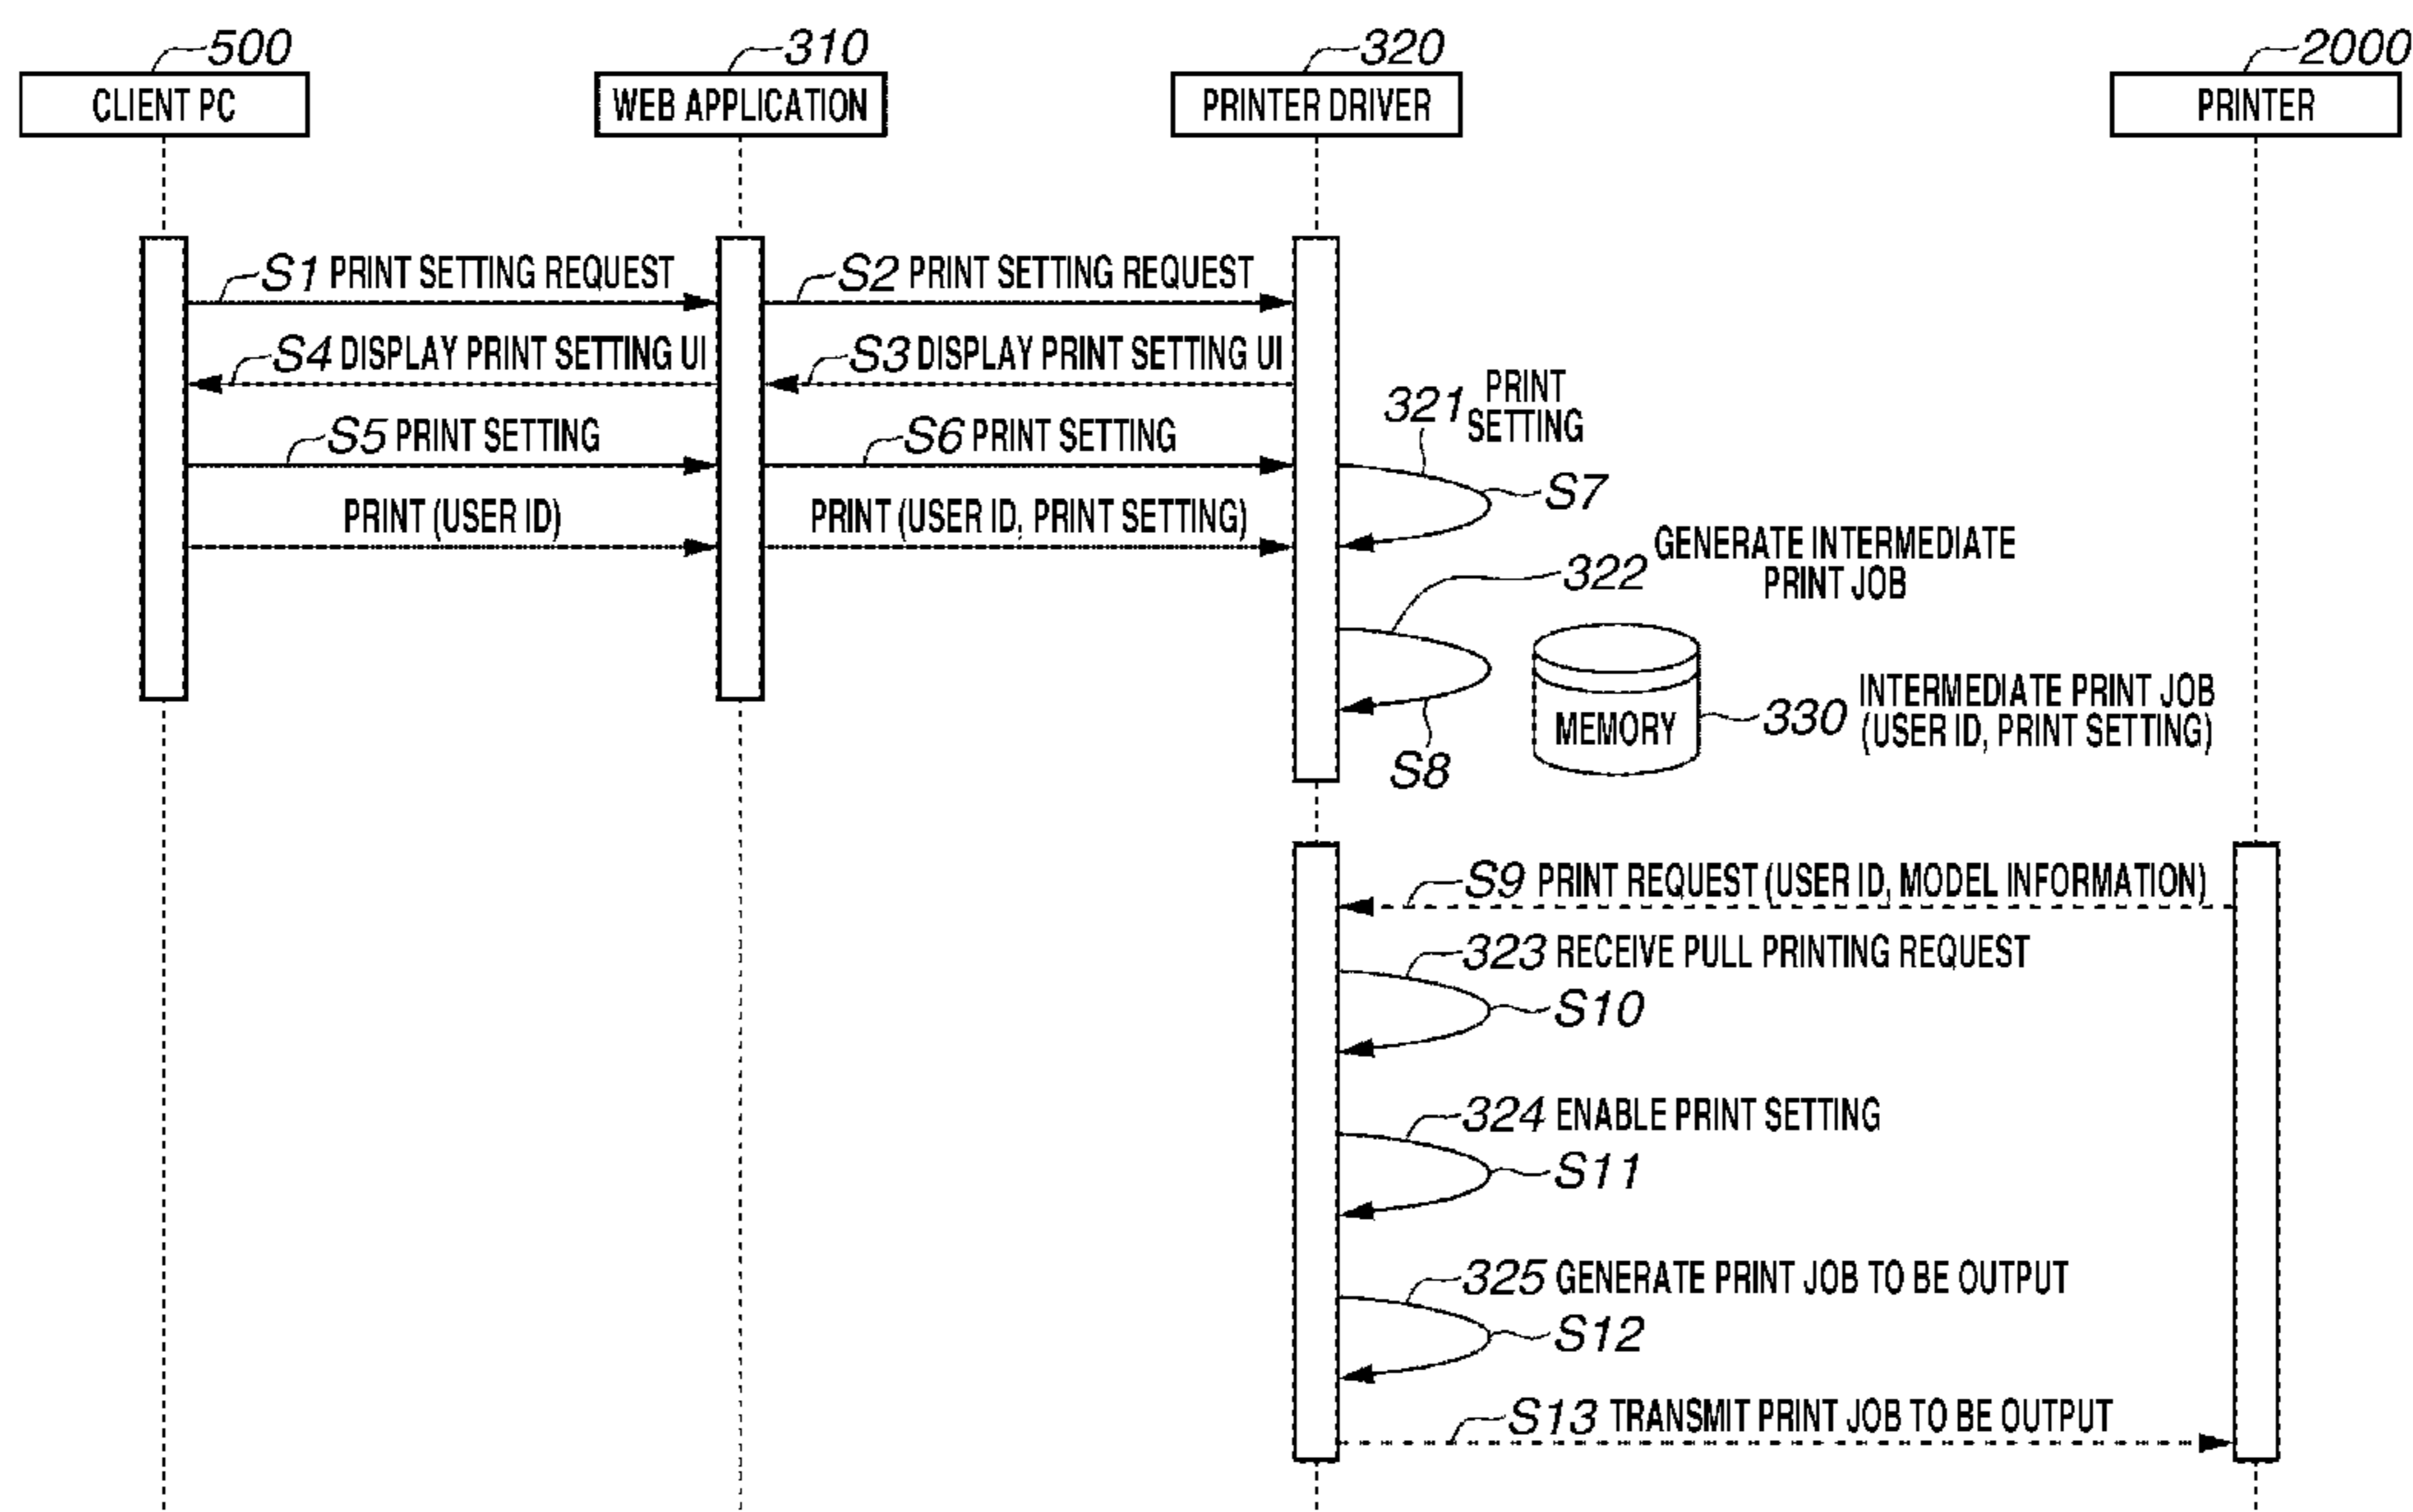 500
310
320
2000
CLIENT PC
WEB APPLICATION
PRINTER DRIVER
PRINTER
S1 PRINT SETTING REQUEST
S2 PRINT SETTING REQUEST
S4 DISPLAY PRINT SETTING UI
S3 DISPLAY PRINT SETTING UI
321 PRINT
SETTING
S5 PRINT SETTING
S6 PRINT SETTING
S7
PRINT (USER ID)
PRINT (USER ID, PRINT SETTING)
322 GENERATE INTERMEDIATE
PRINT JOB
MEMORY
330 INTERMEDIATE PRINT JOB
(USER ID, PRINT SETTING)
S8
S9 PRINT REQUEST (USER ID, MODEL INFORMATION)
323 RECEIVE PULL PRINTING REQUEST
S10
324 ENABLE PRINT SETTING
S11
325 GENERATE PRINT JOB TO BE OUTPUT
S12
S13 TRANSMIT PRINT JOB TO BE OUTPUT